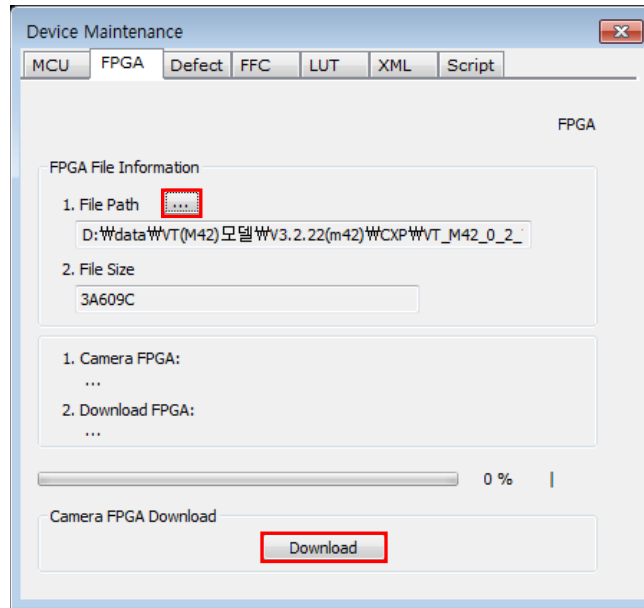 Device Maintenance
MCU FPGA Defect FFC LUT XML Script
FPGA
FPGA File Information
1. File Path ...
D:₩data₩VT(M42)모델₩V3.2.22(m42)₩CXP₩VT_M42_0_2_
2. File Size
3A609C
1. Camera FPGA:
...
2. Download FPGA:
...
0 %
Camera FPGA Download
Download